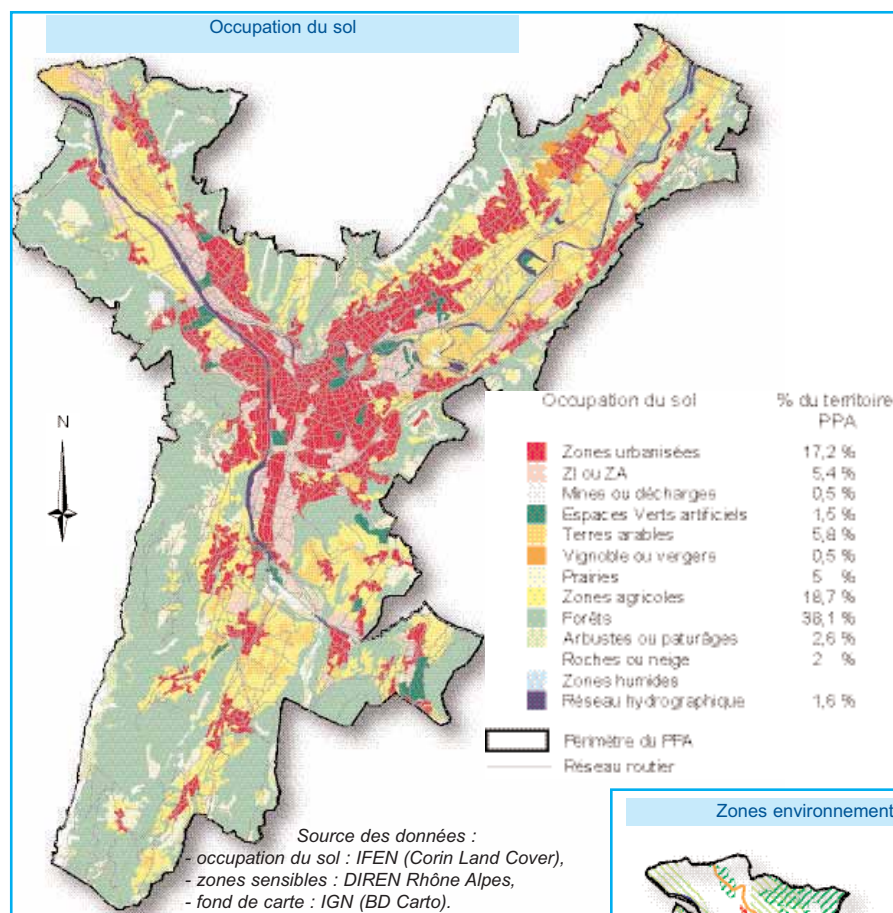 Occupation du sol
N
Occupation du sol % du territoire PPA
Zones urbanisées 17,2 %
ZI ou ZA 5,4 %
Mines ou décharges 0,5 %
Espaces Verts artificiels 1,5 %
Terres arables 5,8 %
Vignoble ou vergers 0,5 %
Prairies 5 %
Zones agricoles 18,7 %
Forêts 38,1 %
Arbustes ou paturâges 2,6 %
Roches ou neige 2 %
Zones humides
Réseau hydrographique 1,6 %
Périmètre du PPA
Réseau routier
Zones environnement
Source des données :
- occupation du sol : IFEN (Corin Land Cover),
- zones sensibles : DIREN Rhône Alpes,
- fond de carte : IGN (BD Carto).